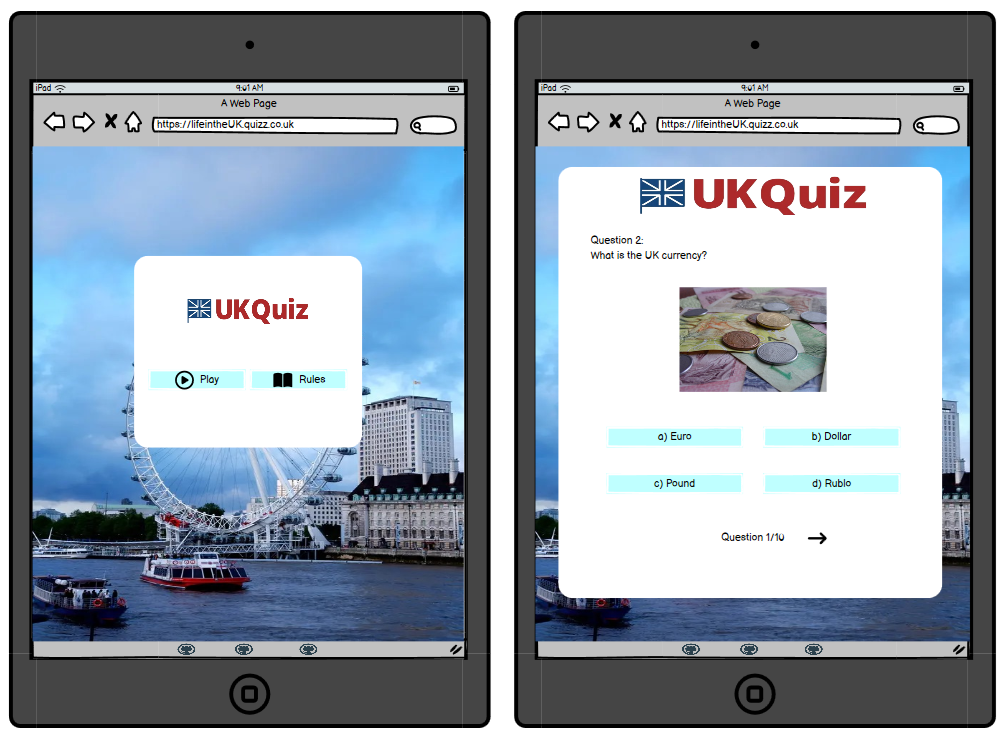 iPad
9:01 AM
A Web Page
https://lifeintheUK.quizz.co.uk
UKQuiz
Play
Rules
iPad
9:01 AM
A Web Page
https://lifeintheUK.quizz.co.uk
UKQuiz
Question 2:
What is the UK currency?
a) Euro
b) Dollar
c) Pound
d) Rublo
Question 1/10